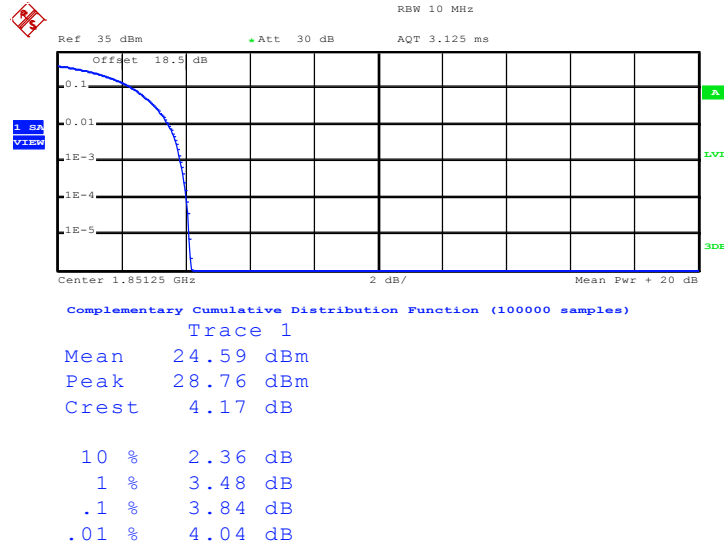 RBW 10 MHz
Ref 35 dBm *Att 30 dB AQT 3.125 ms
Offset 18.5 dB
0.1
A
0.01
1 SA
VIEW
1E-3
LVL
1E-4
1E-5
3DB
Center 1.85125 GHz 2 dB/ Mean Pwr + 20 dB
Complementary Cumulative Distribution Function (100000 samples)
Trace 1
Mean 24.59 dBm
Peak 28.76 dBm
Crest 4.17 dB
10 % 2.36 dB
1 % 3.48 dB
.1 % 3.84 dB
.01 % 4.04 dB